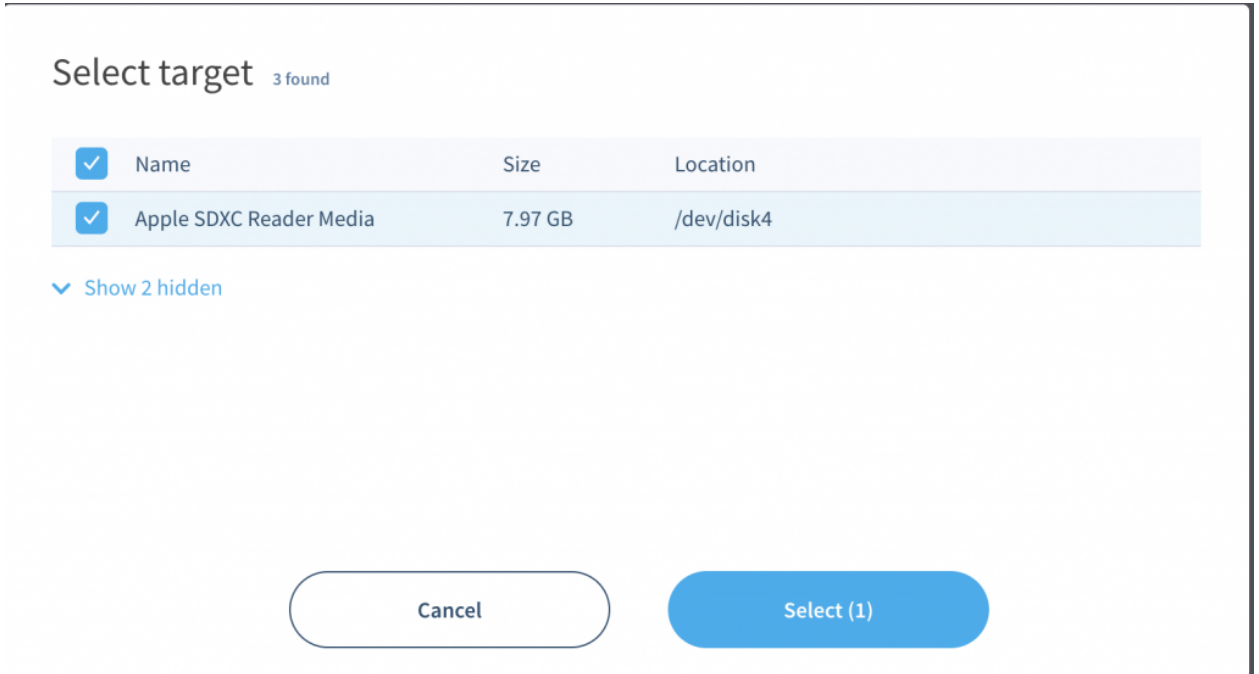 Select target 3 found
Name Size Location
Apple SDXC Reader Media 7.97 GB /dev/disk4
Show 2 hidden
Cancel Select (1)